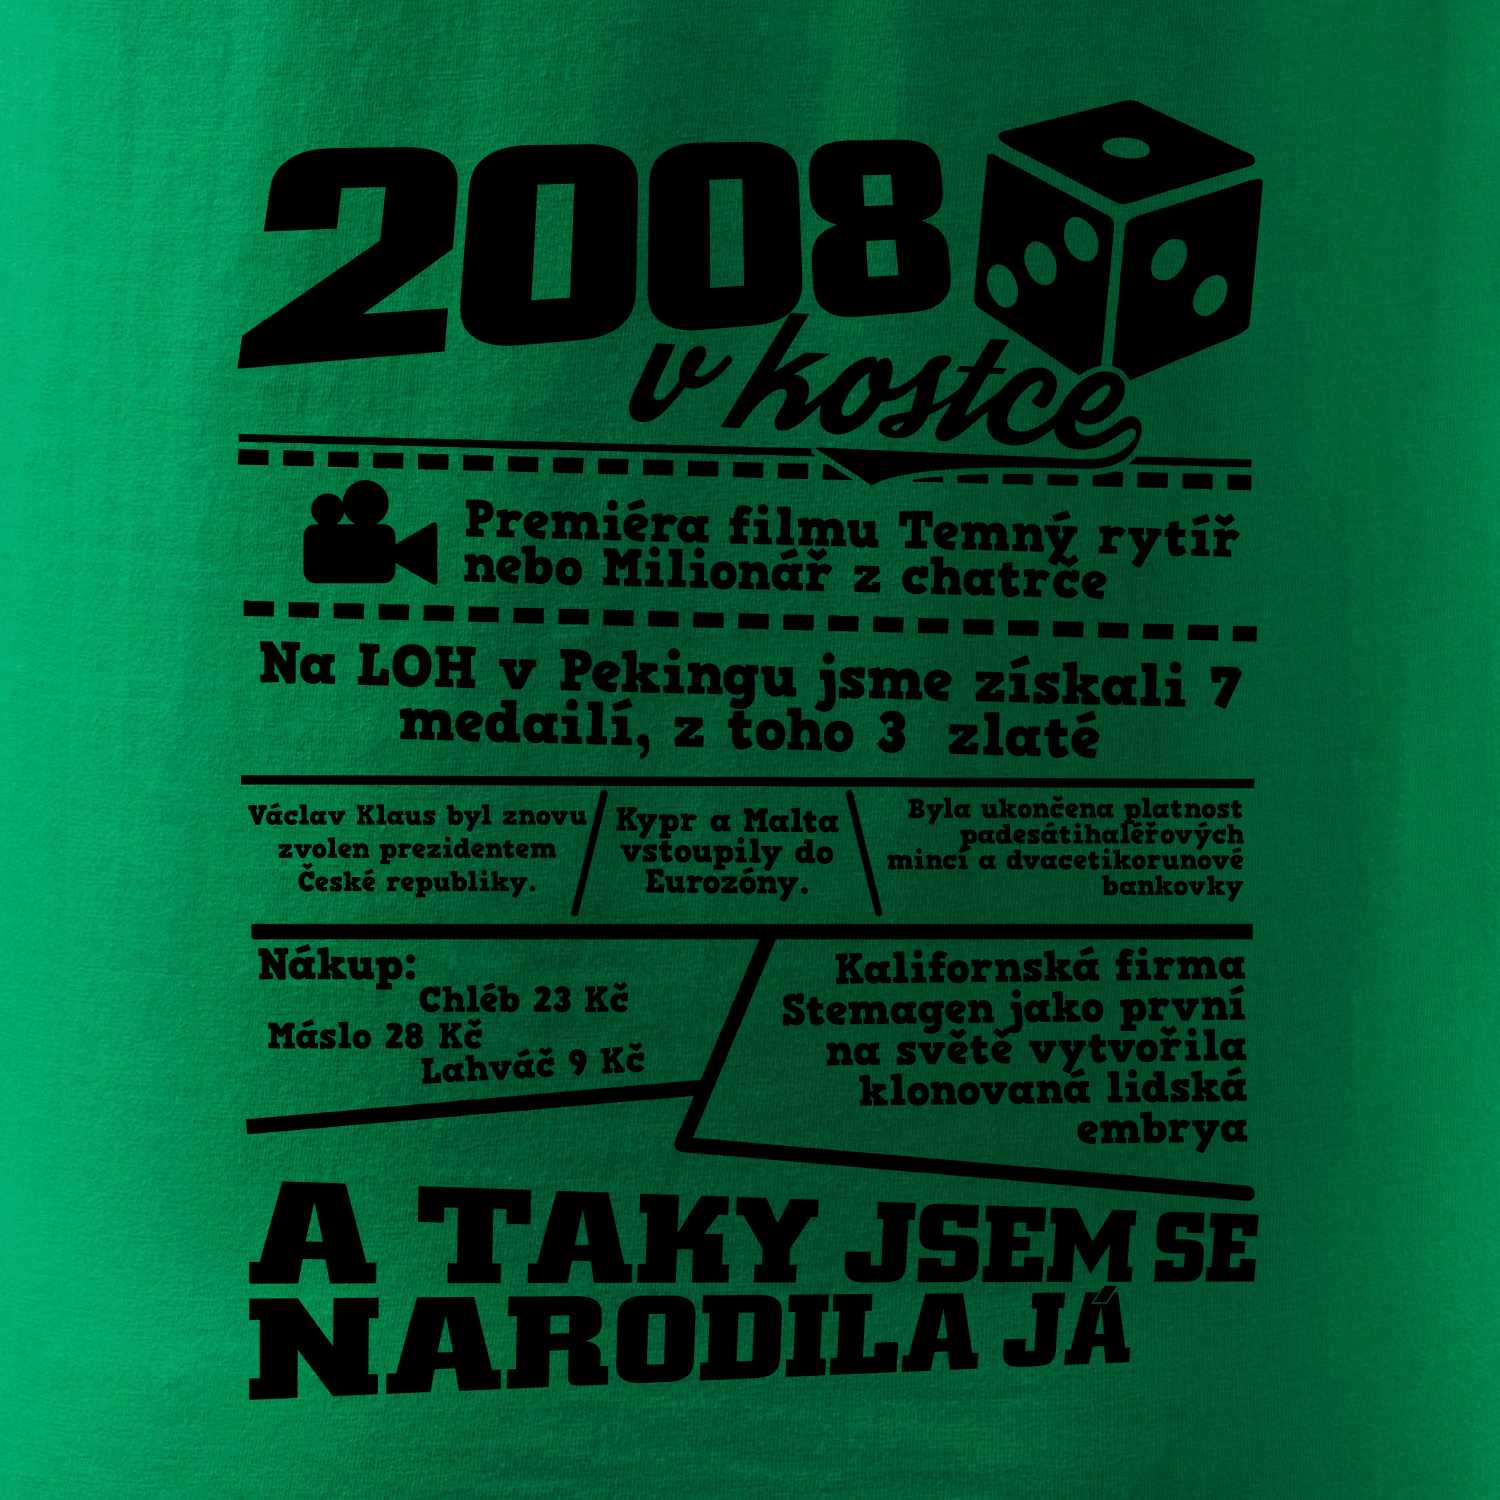 2008
v kostce
Premiéra filmu Temný rytíř
nebo Milionář z chatrče
Na LOH v Pekingu jsme získali 7
medailí, z toho 3 zlaté
Václav Klaus byl znovu
zvolen prezidentem
České republiky.
Kypr a Malta
vstoupily do
Eurozóny.
Byla ukončena platnost
padesátihaléřových
mincí a dvacetikorunové
bankovky
Nákup:
Chléb 23 Kč
Máslo 28 Kč
Lahváč 9 Kč
Kalifornská firma
Stemagen jako první
na světě vytvořila
klonovaná lidská
embrya
A TAKY JSEM SE
NARODILA JÁ